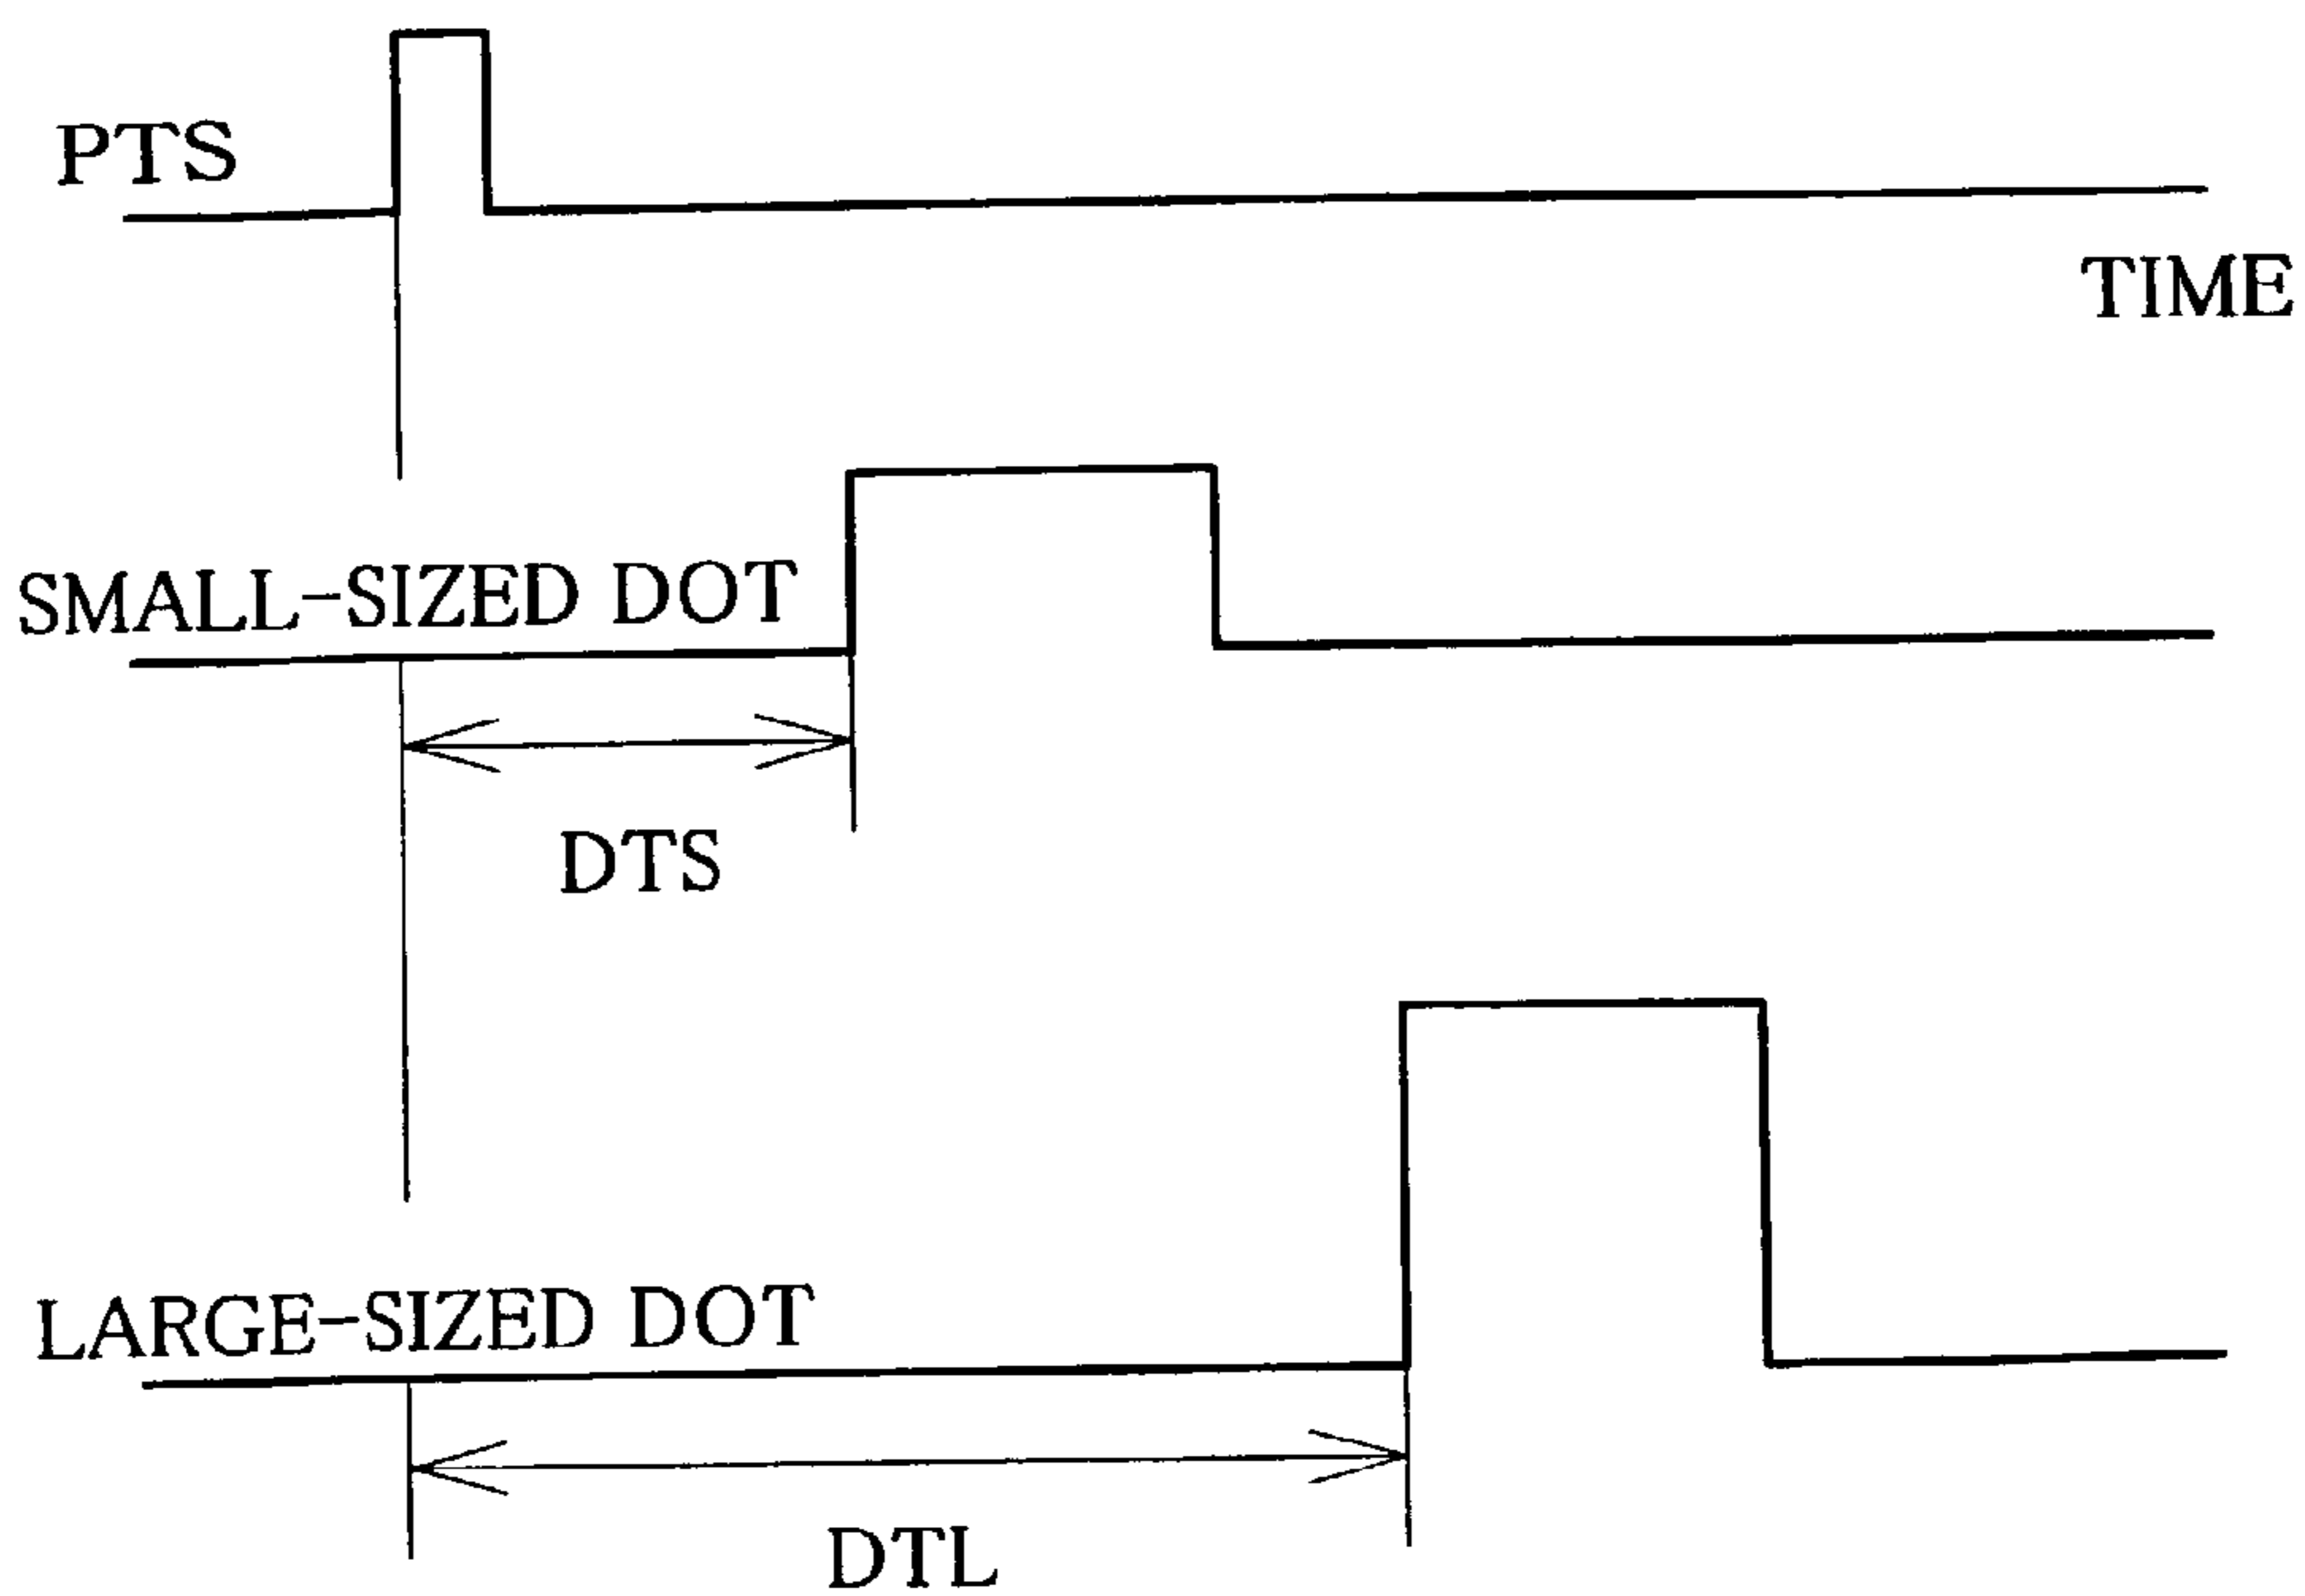 PTS
TIME
SMALL-SIZED DOT
DTS
LARGE-SIZED DOT
DTL